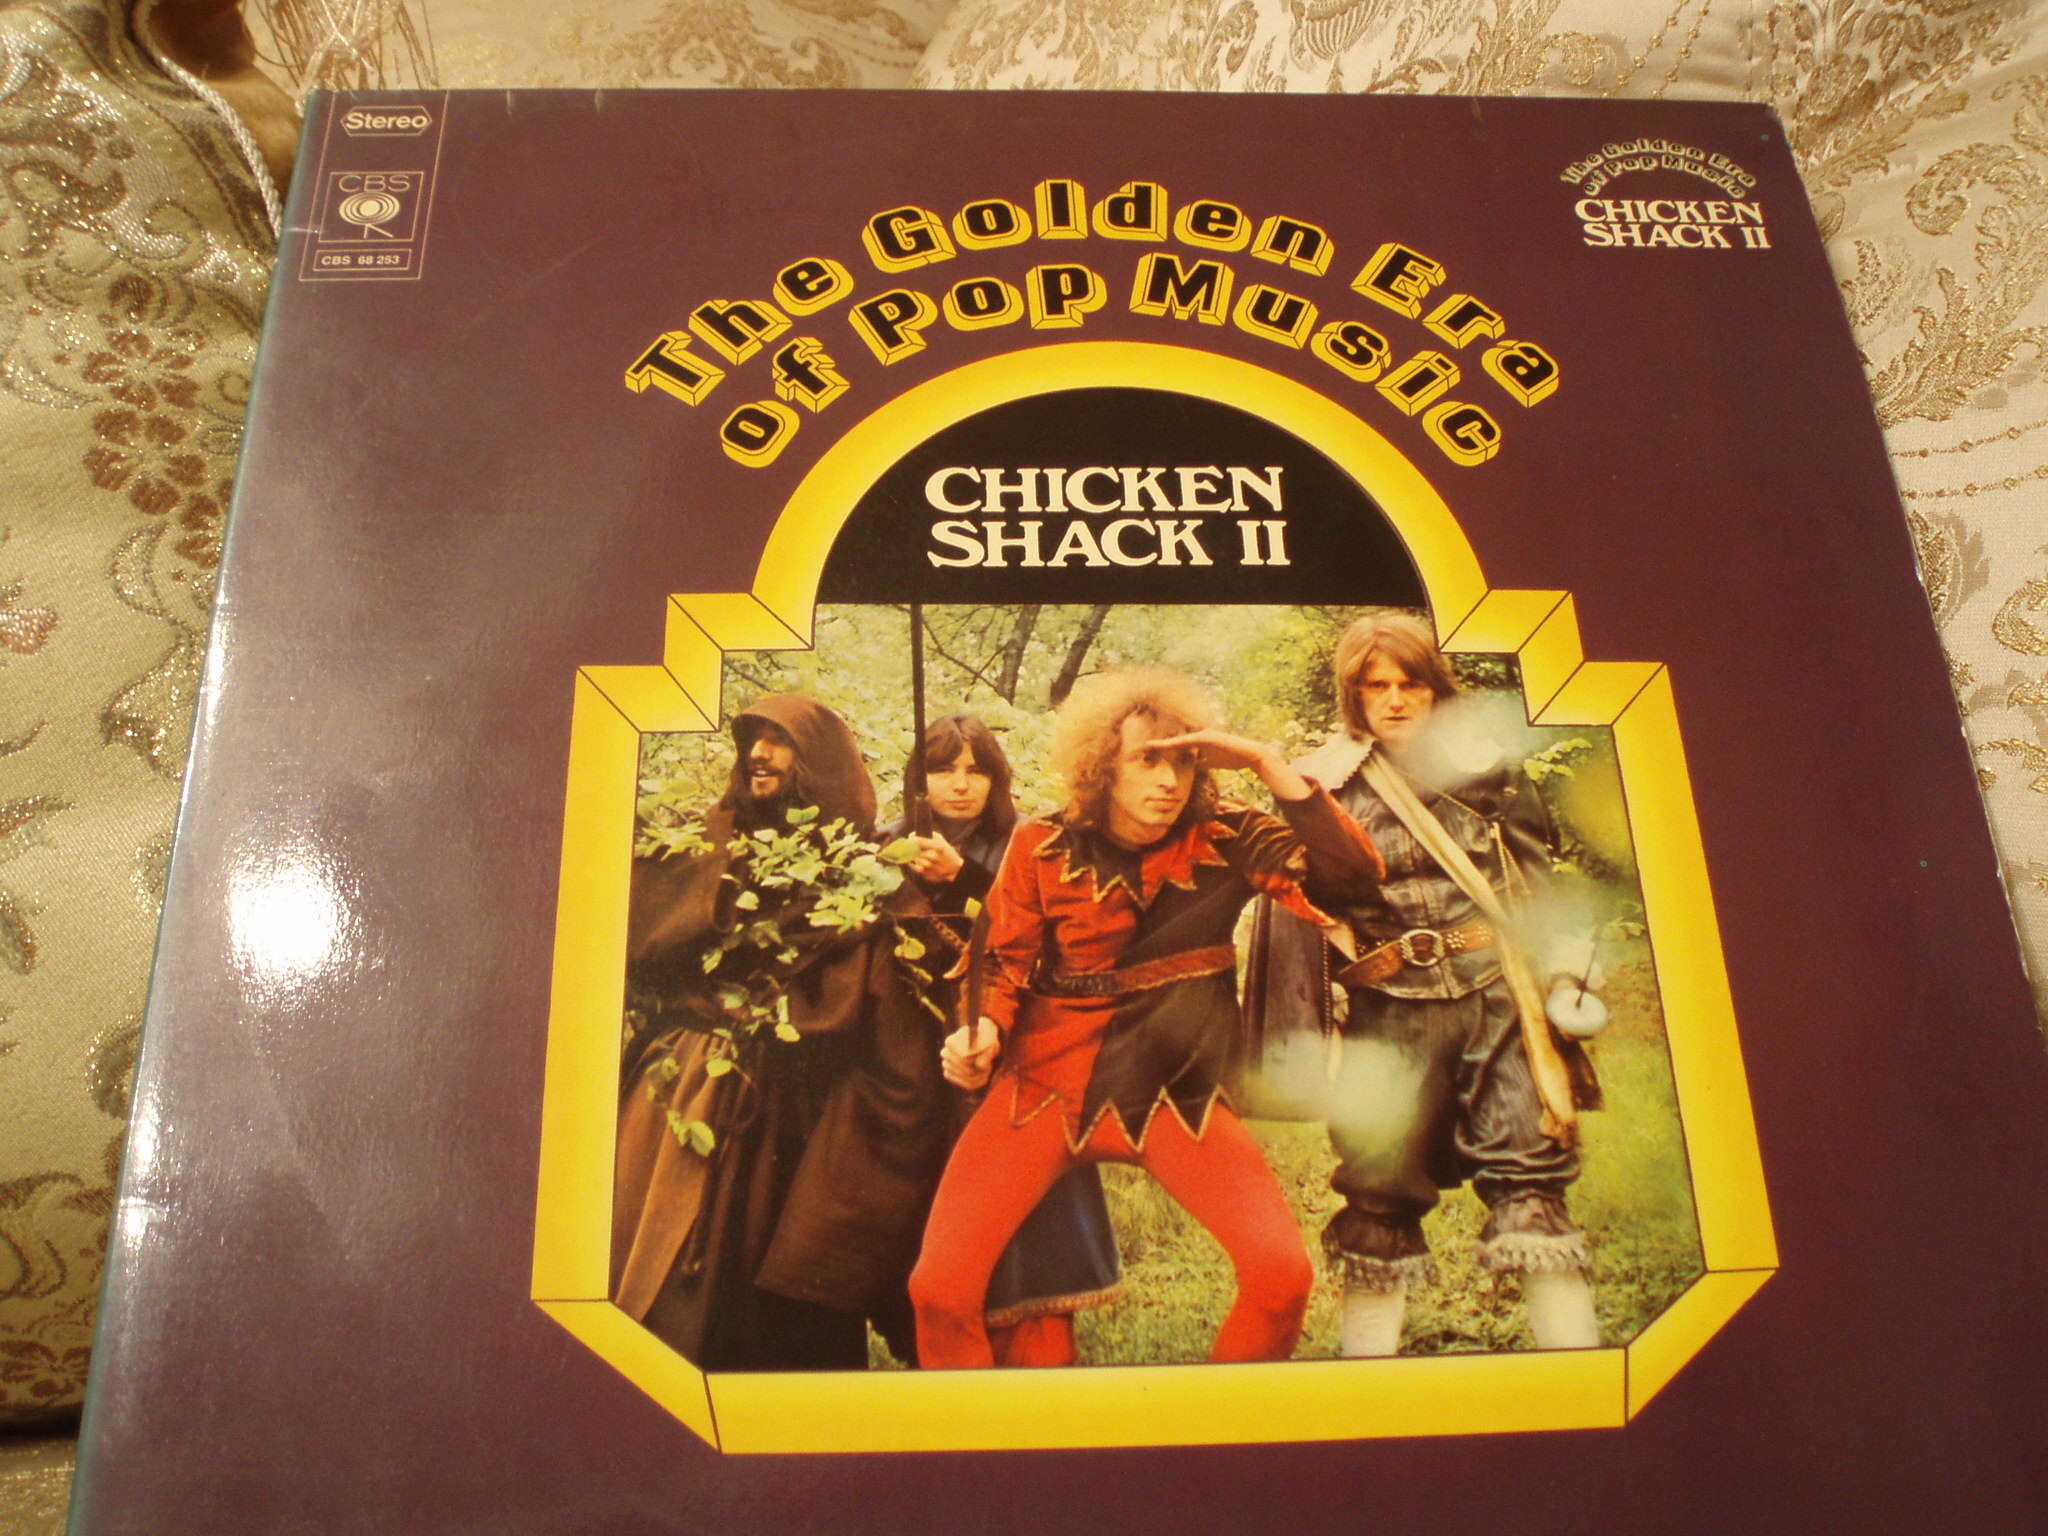 Stereo
CBS
CBS 68 253
The Golden Era
of Pop Music
CHICKEN
SHACK II
The Golden Era
of Pop Music
CHICKEN
SHACK II